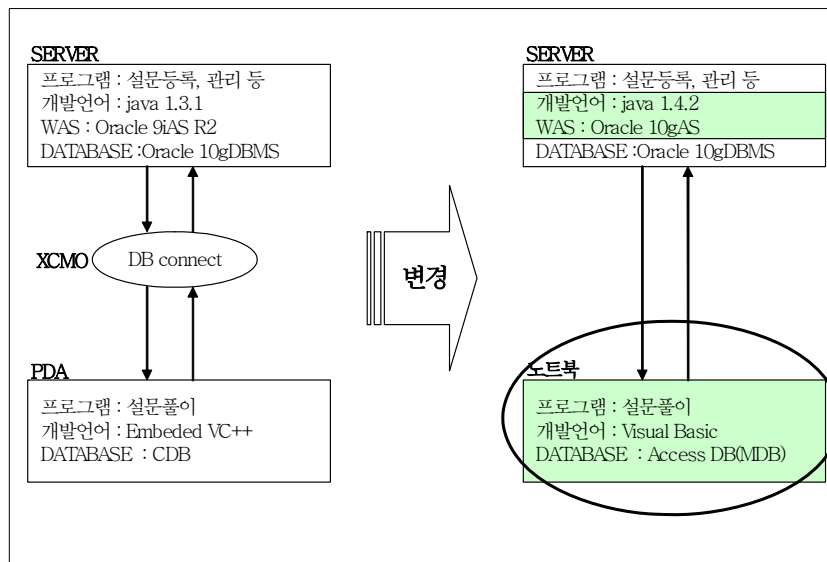 SERVER
프로그램 : 설문등록, 관리 등
개발언어 : java 1.3.1
WAS : Oracle 9iAS R2
DATABASE :Oracle 10gDBMS
XCMO
DB connect
PDA
프로그램 : 설문풀이
개발언어 : Embeded VC++
DATABASE : CDB
변경
SERVER
프로그램 : 설문등록, 관리 등
개발언어 : java 1.4.2
WAS : Oracle 10gAS
DATABASE :Oracle 10gDBMS
노트북
프로그램 : 설문풀이
개발언어 : Visual Basic
DATABASE : Access DB(MDB)